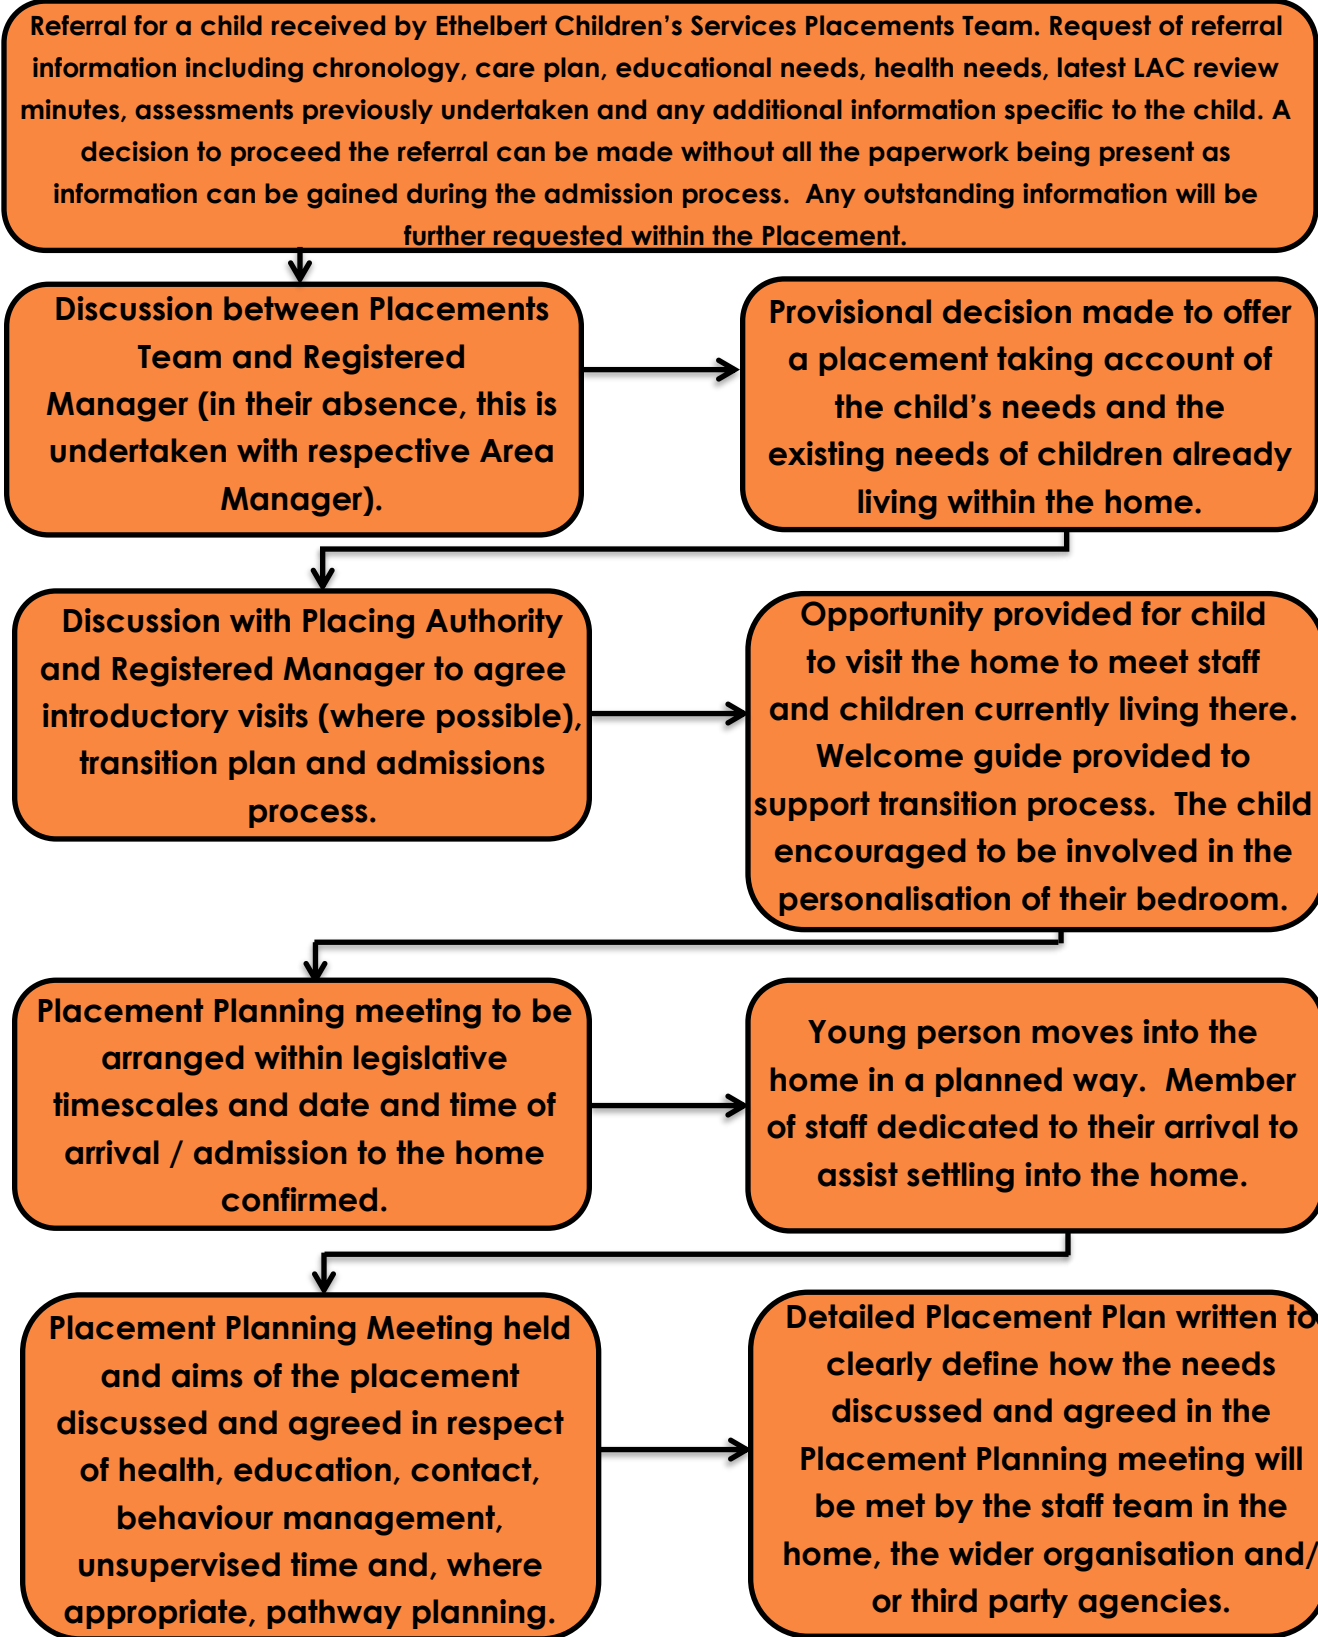 Referral for a child received by Ethelbert Children’s Services Placements Team. Request of referral
information including chronology, care plan, educational needs, health needs, latest LAC review
minutes, assessments previously undertaken and any additional information specific to the child. A
decision to proceed the referral can be made without all the paperwork being present as
information can be gained during the admission process. Any outstanding information will be
further requested within the Placement.
Discussion between Placements
Team and Registered
Manager (in their absence, this is
undertaken with respective Area
Manager).
Provisional decision made to offer
a placement taking account of
the child’s needs and the
existing needs of children already
living within the home.
Discussion with Placing Authority
and Registered Manager to agree
introductory visits (where possible),
transition plan and admissions
process.
Opportunity provided for child
to visit the home to meet staff
and children currently living there.
Welcome guide provided to
support transition process. The child
encouraged to be involved in the
personalisation of their bedroom.
Placement Planning meeting to be
arranged within legislative
timescales and date and time of
arrival / admission to the home
confirmed.
Young person moves into the
home in a planned way. Member
of staff dedicated to their arrival to
assist settling into the home.
Placement Planning Meeting held
and aims of the placement
discussed and agreed in respect
of health, education, contact,
behaviour management,
unsupervised time and, where
appropriate, pathway planning.
Detailed Placement Plan written to
clearly define how the needs
discussed and agreed in the
Placement Planning meeting will
be met by the staff team in the
home, the wider organisation and/
or third party agencies.